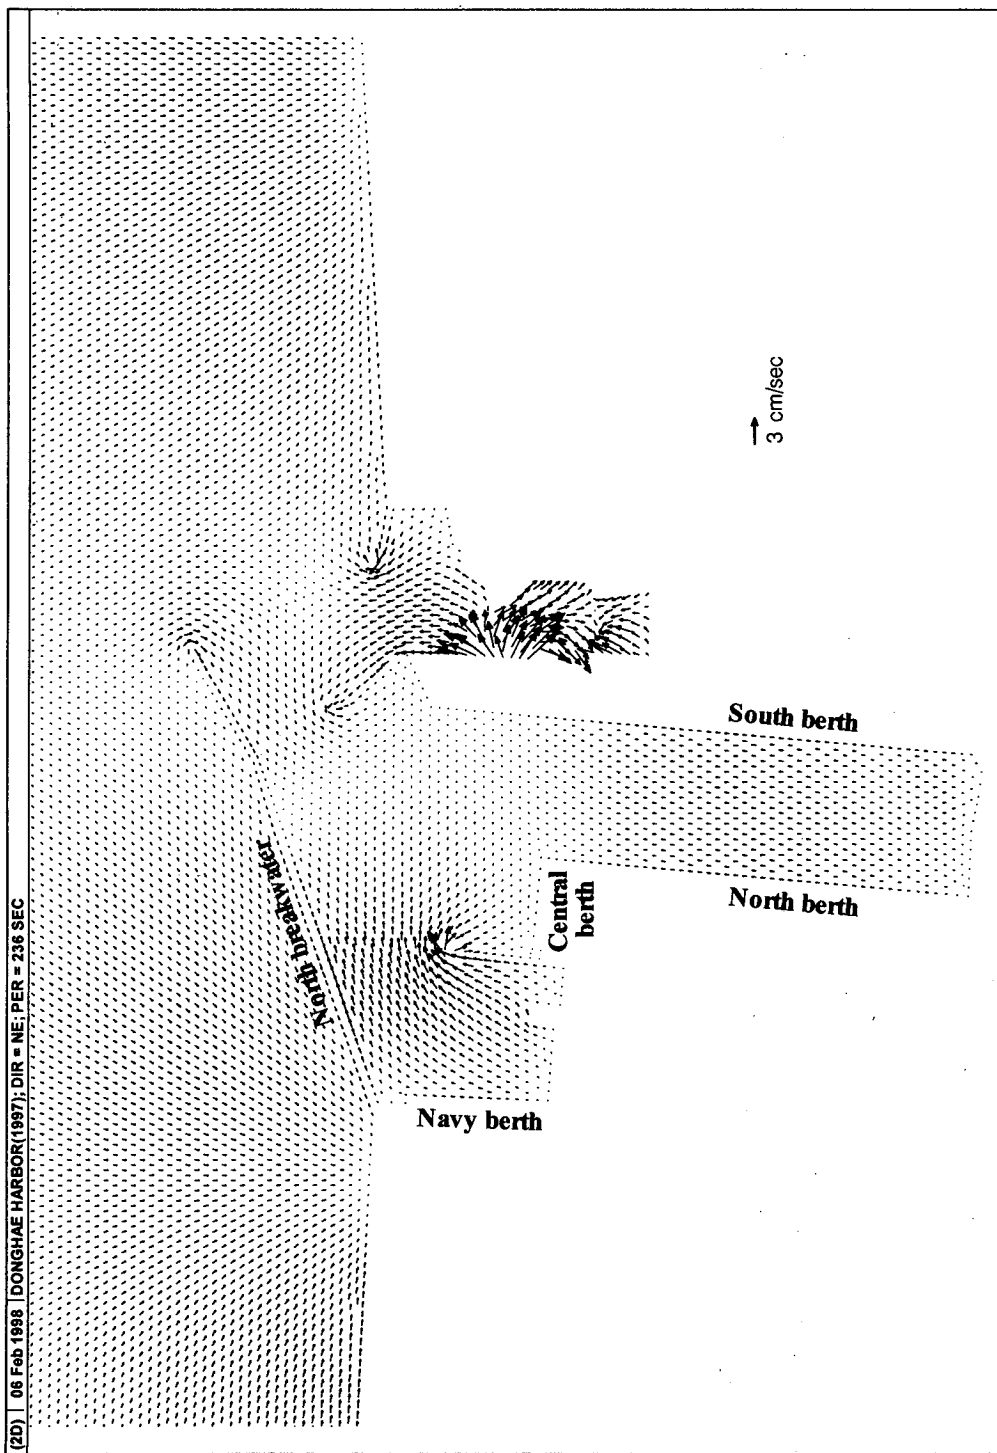 (2D) 06 Feb 1998 DONGHAE HARBOR(1997); DIR = NE; PER = 236 SEC
North breakwater
3 cm/sec
South berth
Central
berth
North berth
Navy berth